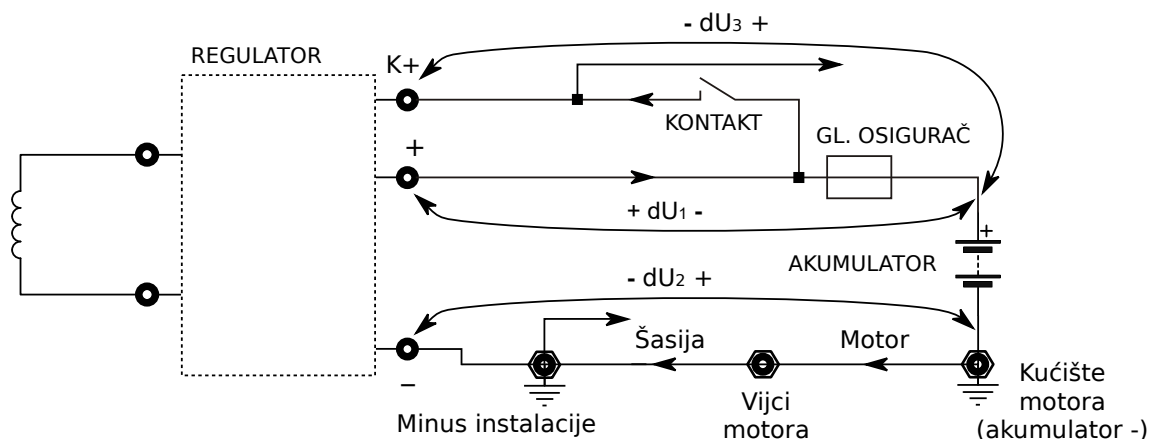 - dU3 +
REGULATOR
K+
KONTAKT
GL. OSIGURAČ
+
+ dU1 -
+
AKUMULATOR
- dU2 +
Šasija
Motor
–
Minus instalacije
Vijci
motora
Kućište
motora
(akumulator -)